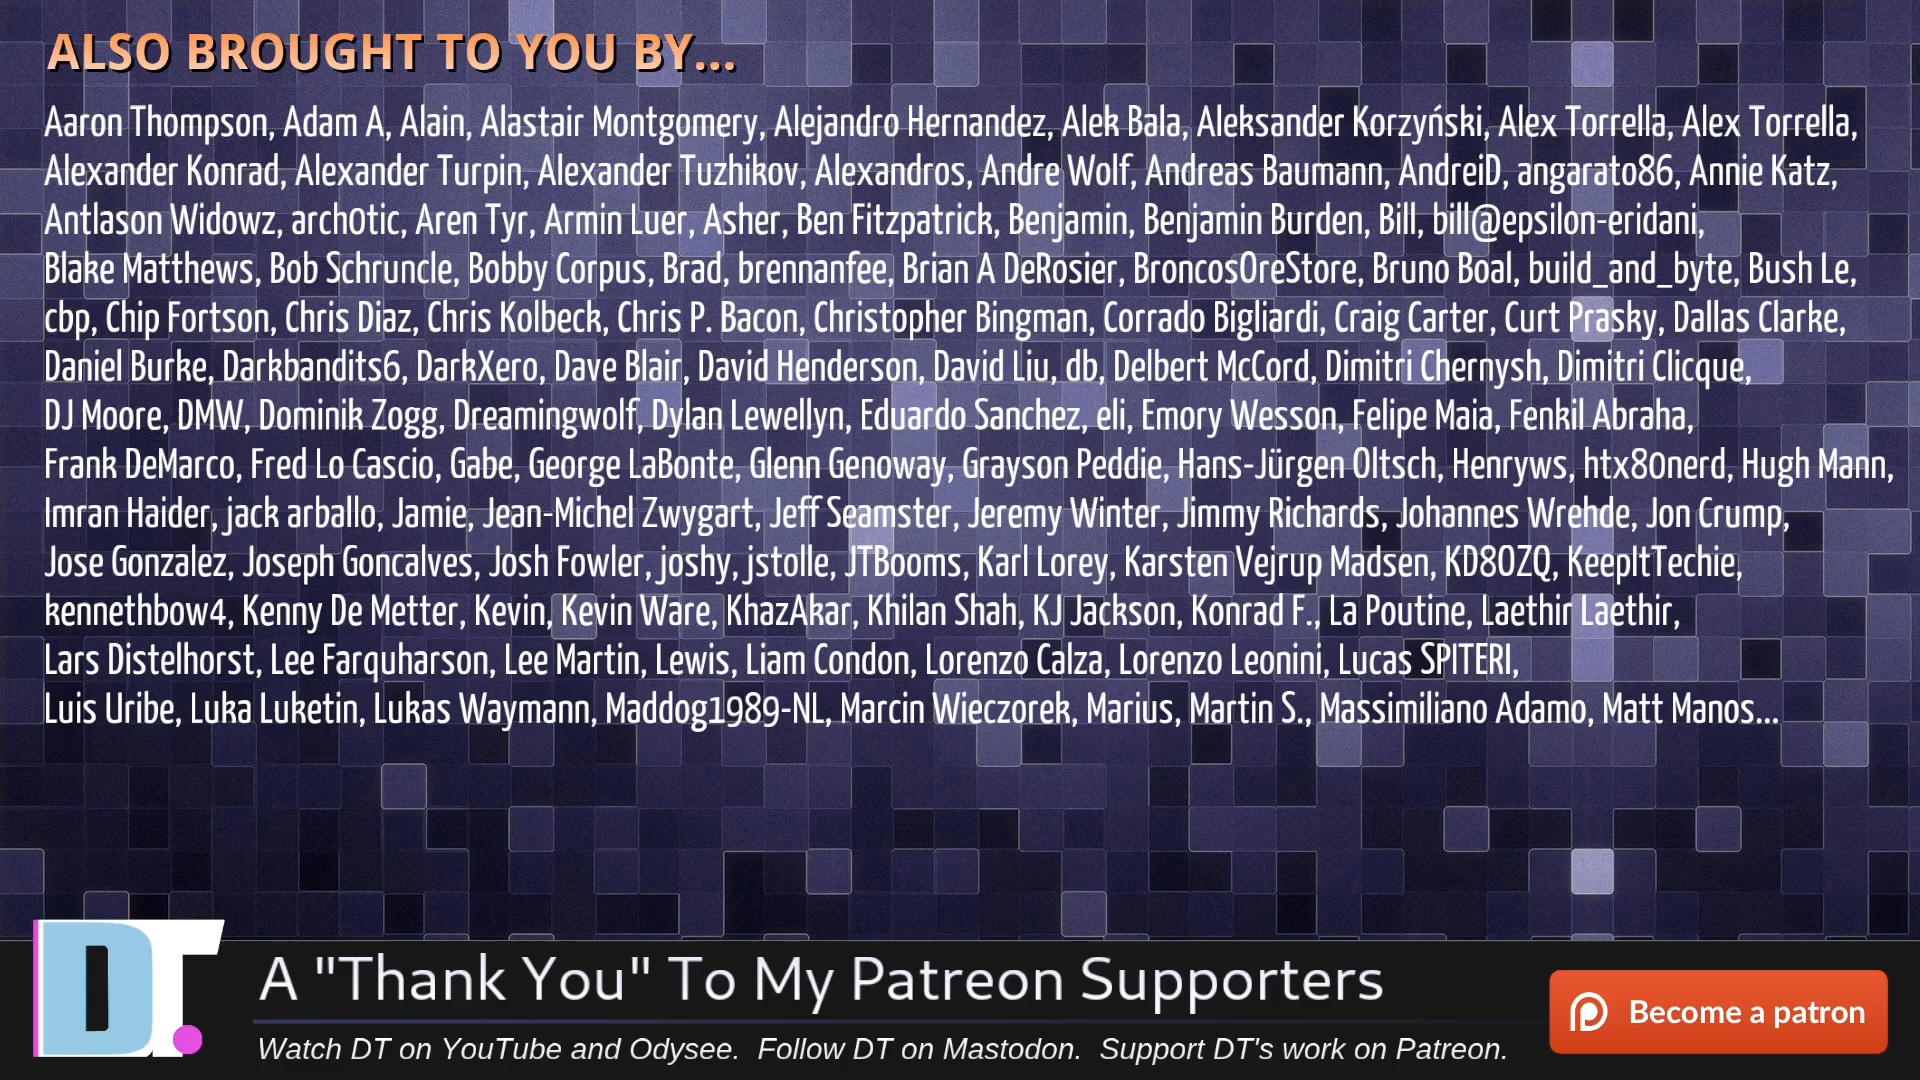 ALSO BROUGHT TO YOU BY...
Aaron Thompson, Adam A, Alain, Alastair Montgomery, Alejandro Hernandez, Alek Bala, Aleksander Korzyński, Alex Torrella, Alex Torrella,
Alexander Konrad, Alexander Turpin, Alexander Tuzhikov, Alexandros, Andre Wolf, Andreas Baumann, AndreiD, angarato86, Annie Katz,
Antlason Widowz, arch0tic, Aren Tyr, Armin Luer, Asher, Ben Fitzpatrick, Benjamin, Benjamin Burden, Bill, bill@epsilon-eridani,
Blake Matthews, Bob Schruncle, Bobby Corpus, Brad, brennanfee, Brian A DeRosier, BroncosOreStore, Bruno Boal, build_and_byte, Bush Le,
cbp, Chip Fortson, Chris Diaz, Chris Kolbeck, Chris P. Bacon, Christopher Bingman, Corrado Bigliardi, Craig Carter, Curt Prasky, Dallas Clarke,
Daniel Burke, Darkbandits6, DarkXero, Dave Blair, David Henderson, David Liu, db, Delbert McCord, Dimitri Chernysh, Dimitri Clicque,
DJ Moore, DMW, Dominik Zogg, Dreamingwolf, Dylan Lewellyn, Eduardo Sanchez, eli, Emory Wesson, Felipe Maia, Fenkil Abraha,
Frank DeMarco, Fred Lo Cascio, Gabe, George LaBonte, Glenn Genoway, Grayson Peddie, Hans-Jürgen Oltsch, Henryws, htx80nerd, Hugh Mann,
Imran Haider, jack arballo, Jamie, Jean-Michel Zwygart, Jeff Seamster, Jeremy Winter, Jimmy Richards, Johannes Wrehde, Jon Crump,
Jose Gonzalez, Joseph Goncalves, Josh Fowler, joshy, jstolle, JTBooms, Karl Lorey, Karsten Vejrup Madsen, KD8OZQ, KeepItTechie,
kennethbow4, Kenny De Metter, Kevin, Kevin Ware, KhazAkar, Khilan Shah, KJ Jackson, Konrad F., La Poutine, Laethir Laethir,
Lars Distelhorst, Lee Farquharson, Lee Martin, Lewis, Liam Condon, Lorenzo Calza, Lorenzo Leonini, Lucas SPITERI,
Luis Uribe, Luka Luketin, Lukas Waymann, Maddog1989-NL, Marcin Wieczorek, Marius, Martin S., Massimiliano Adamo, Matt Manos...
DT.
A "Thank You" To My Patreon Supporters
Watch DT on YouTube and Odysee. Follow DT on Mastodon. Support DT's work on Patreon.
Become a patron